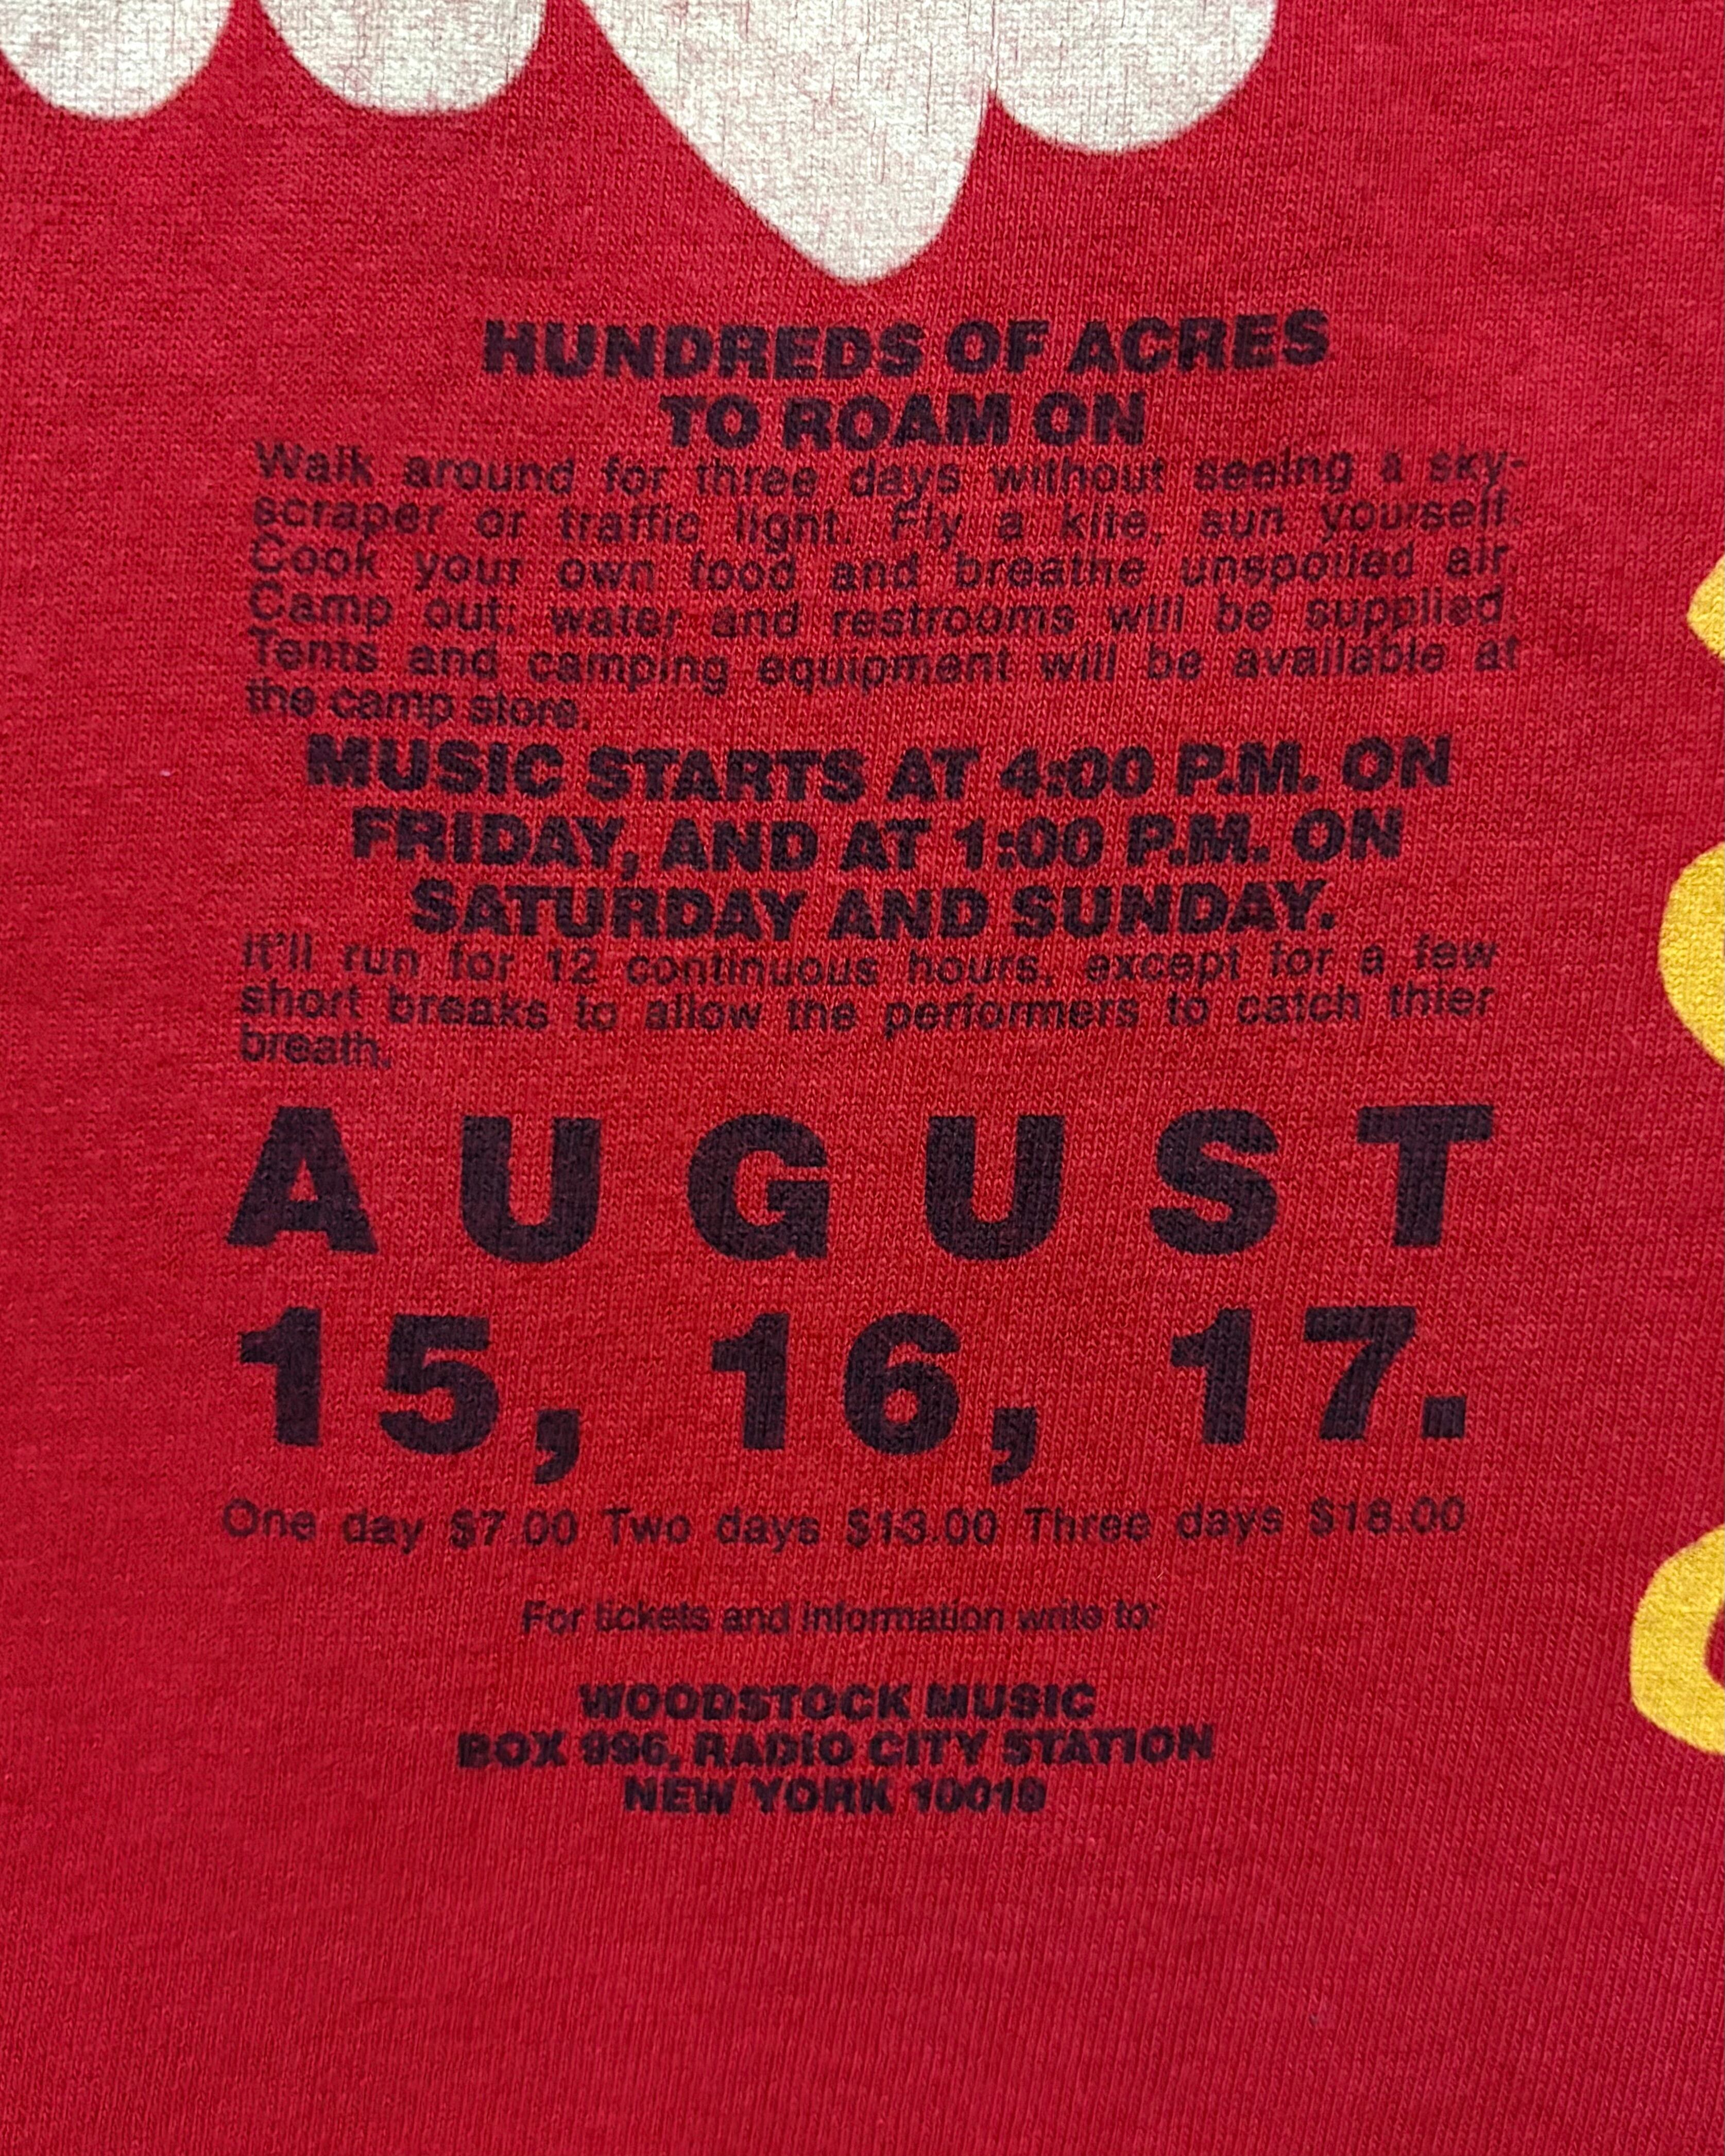 HUNDREDS OF ACRES
TO ROAM ON
Walk around for three days without seeing a sky-
scraper or traffic light. Fly a kite, sun yourself.
Cook your own food and breathe unspoiled air
Camp out: water and restrooms will be supplied.
Tents and camping equipment will be available at
the camp store.
MUSIC STARTS AT 4:00 P.M. ON
FRIDAY, AND AT 1:00 P.M. ON
SATURDAY AND SUNDAY.
It'll run for 12 continuous hours, except for a few
short breaks to allow the performers to catch thier
breath.
AUGUST
15, 16, 17.
One day $7.00 Two days $13.00 Three days $18.00
For tickets and information write to:
WOODSTOCK MUSIC
BOX 996, RADIO CITY STATION
NEW YORK 10019